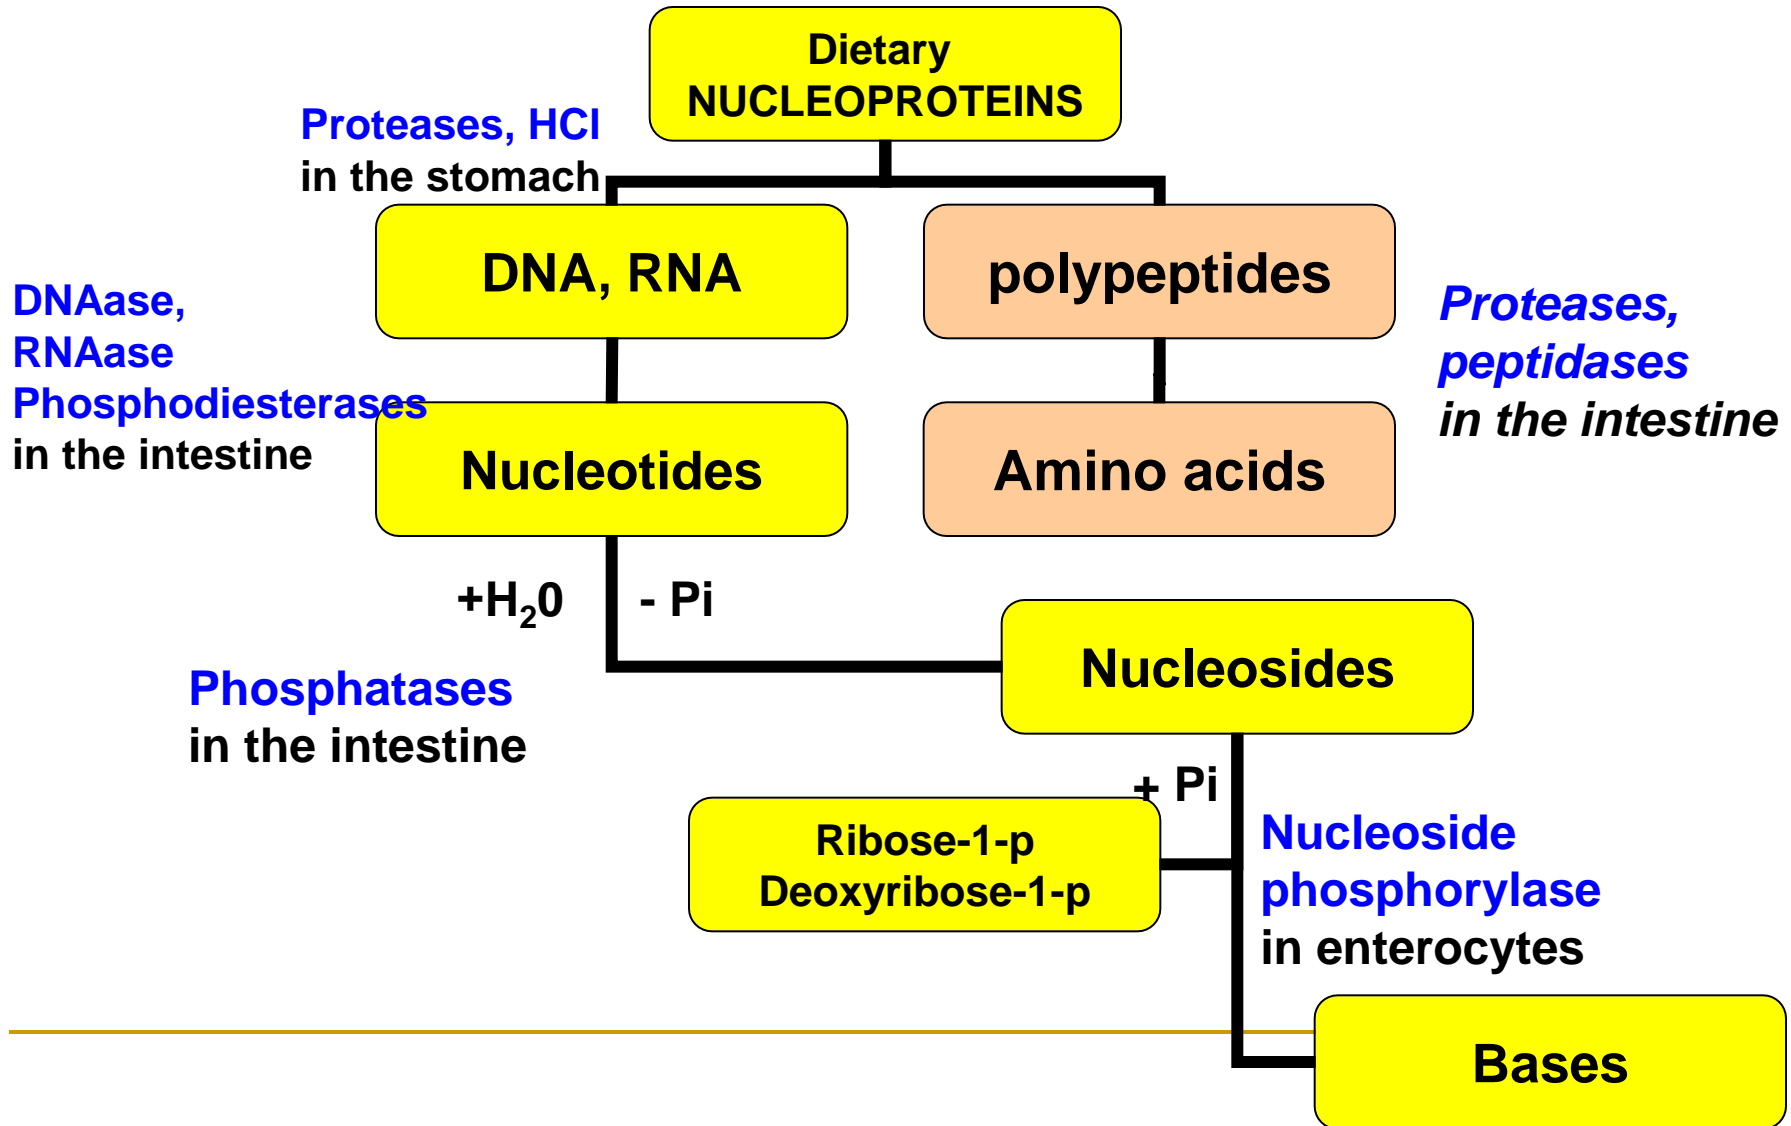 Dietary
NUCLEOPROTEINS
Proteases, HCl
in the stomach
DNA, RNA
polypeptides
DNAase,
RNAase
Phosphodiesterases
in the intestine
Proteases,
peptidases
in the intestine
Nucleotides
Amino acids
+H₂0
- Pi
Nucleosides
Phosphatases
in the intestine
+ Pi
Ribose-1-p
Deoxyribose-1-p
Nucleoside
phosphorylase
in enterocytes
Bases